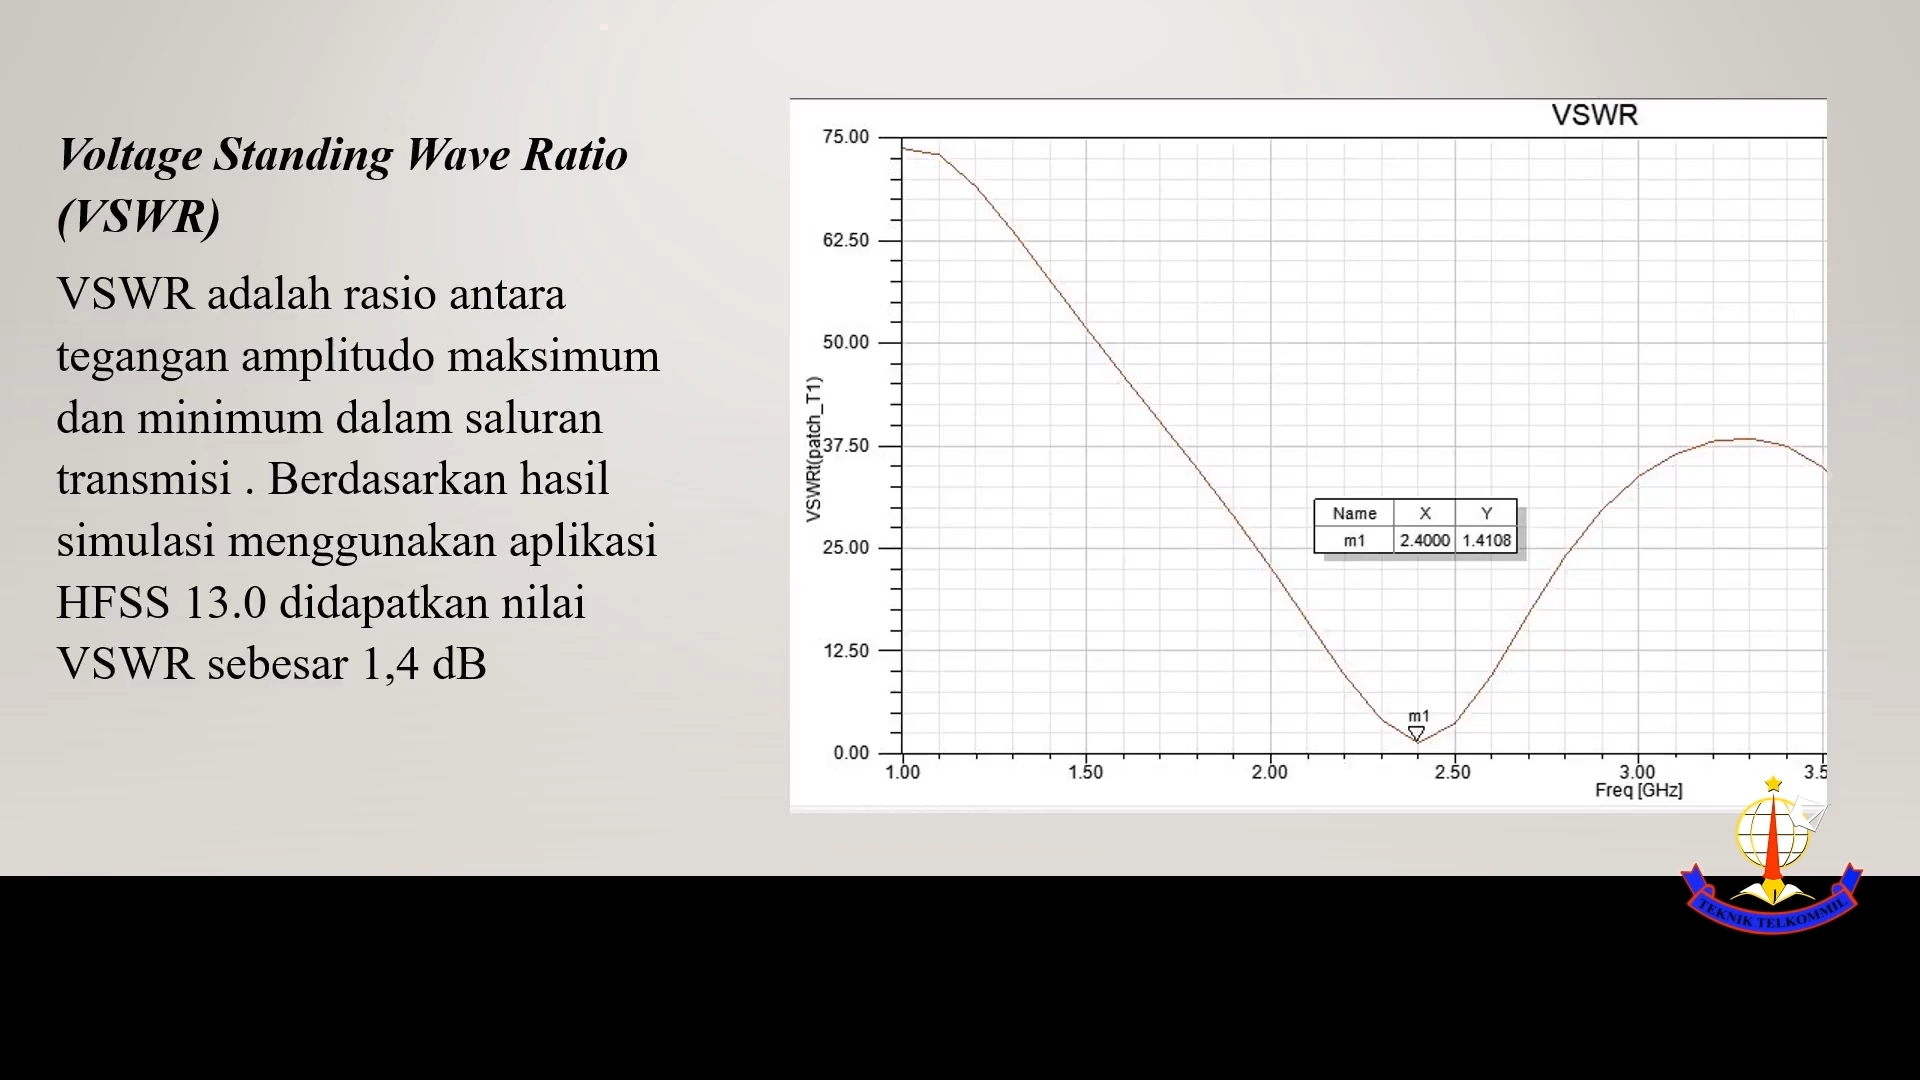 Voltage Standing Wave Ratio
(VSWR)
VSWR adalah rasio antara
tegangan amplitudo maksimum
dan minimum dalam saluran
transmisi . Berdasarkan hasil
simulasi menggunakan aplikasi
HFSS 13.0 didapatkan nilai
VSWR sebesar 1,4 dB
VSWR
75.00
62.50
50.00
37.50
25.00
12.50
0.00
VSWRt(patch_T1)
Name X Y
m1 2.4000 1.4108
m1
1.00 1.50 2.00 2.50 3.00 3.5
Freq [GHz]
TEKNIK TELKOMMIL